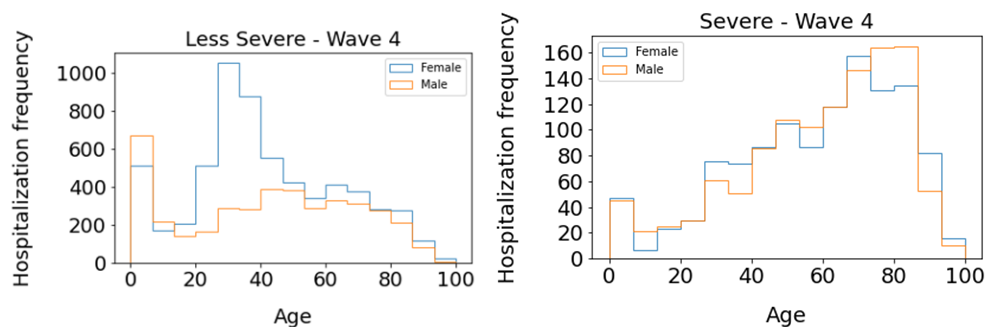 Less Severe - Wave 4
Hospitalization frequency
1000
800
600
400
200
0
0 20 40 60 80 100
Age
Female
Male
Severe - Wave 4
Hospitalization frequency
160
140
120
100
80
60
40
20
0
0 20 40 60 80 100
Age
Female
Male